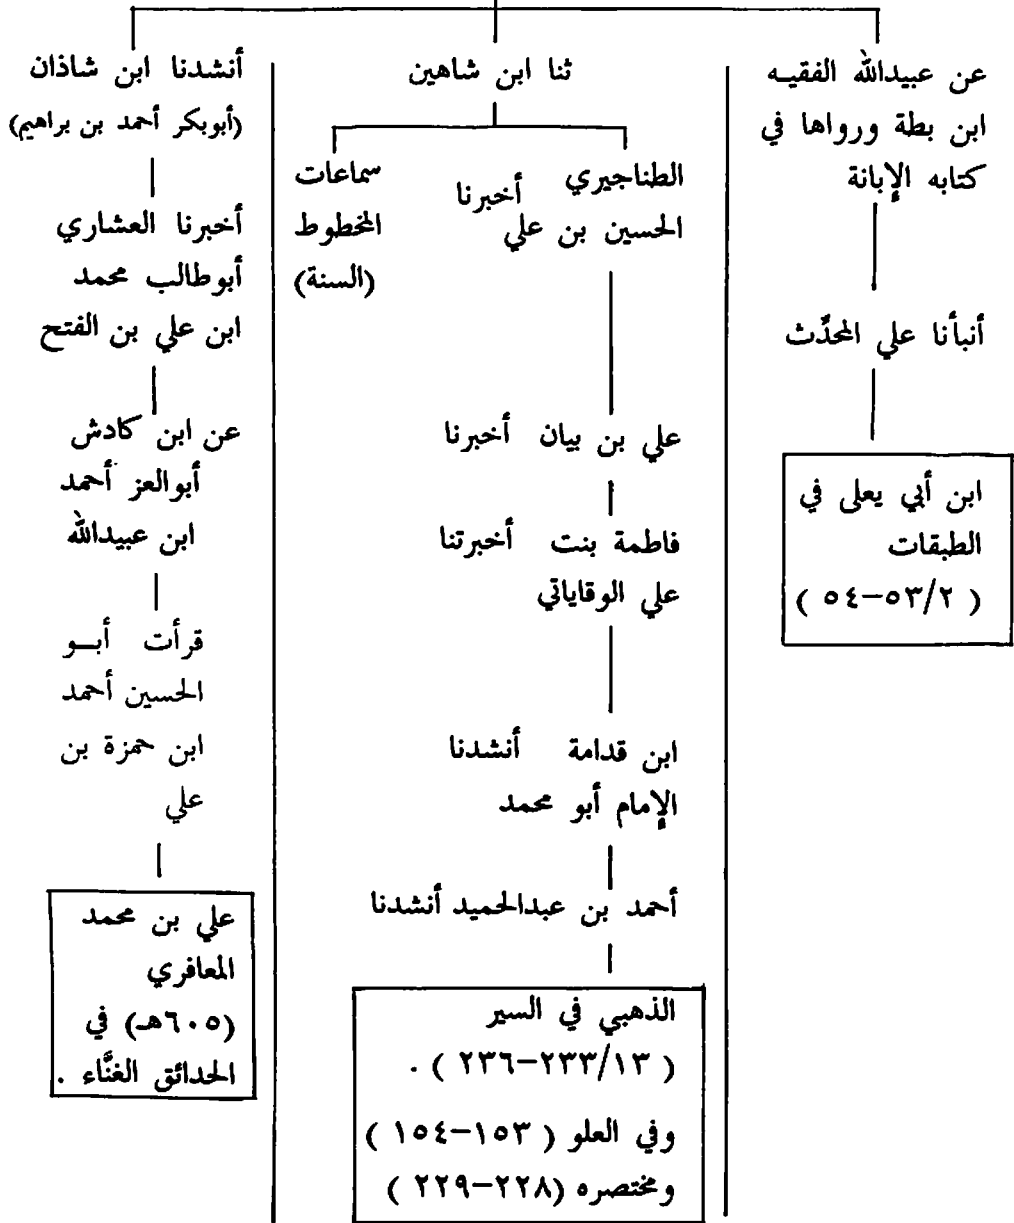 عن عبيدالله الفقيه
ابن بطة ورواها في
كتابه الإبانة
أنبأنا علي المحدِّث
ابن أبي يعلى في
الطبقات
( ٥٣/٢-٥٤ )
ثنا ابن شاهين
الطناجيري أخبرنا
الحسين بن علي
سماعات
المخطوط
(السنة)
علي بن بيان أخبرنا
فاطمة بنت أخبرتنا
علي الوقاياتي
ابن قدامة أنشدنا
الإمام أبو محمد
أحمد بن عبدالحميد أنشدنا
الذهبي في السير
( ٢٣٣/١٣-٢٣٦ ) .
وفي العلو ( ١٥٣-١٥٤ )
ومختصره (٢٢٨-٢٢٩ )
أنشدنا ابن شاذان
(أبوبكر أحمد بن براهيم)
أخبرنا العشاري
أبوطالب محمد
ابن علي بن الفتح
عن ابن كادش
أبوالعز أحمد
ابن عبيدالله
قرأت أبــو
الحسين أحمد
ابن حمزة بن
علي
علي بن محمد
المعافري
(٦٠٥هـ) في
الحدائق الغنَّاء .